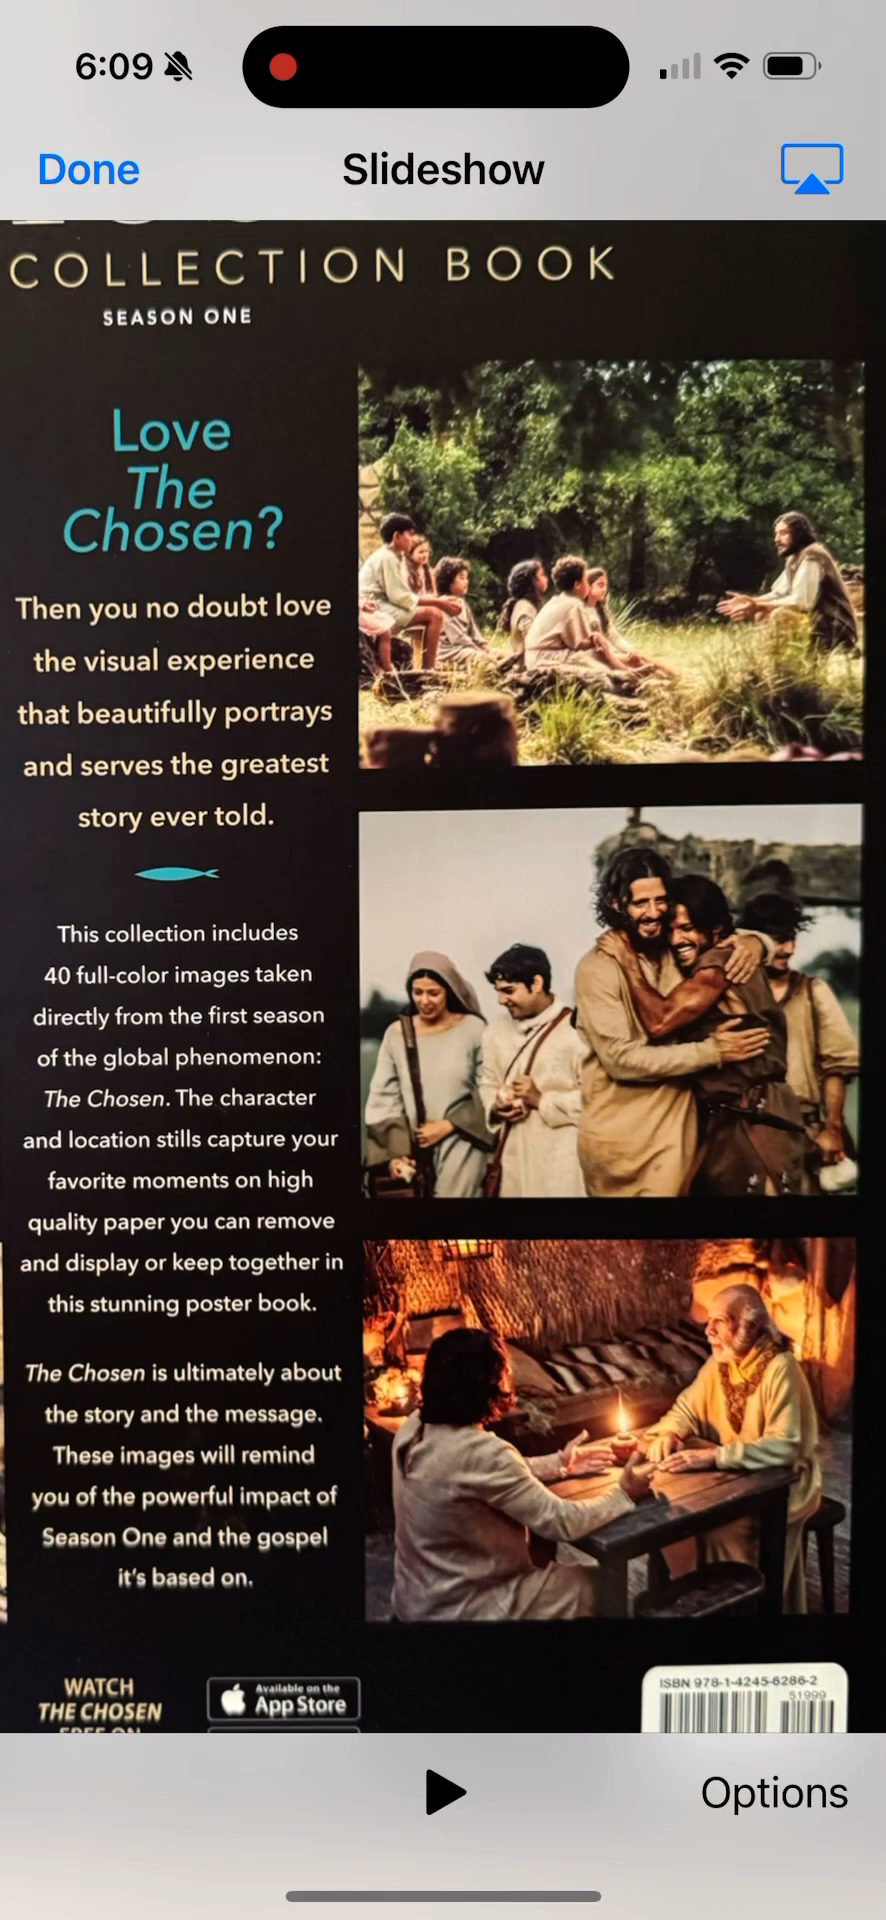 6:09
Done
Slideshow
COLLECTION BOOK
SEASON ONE
Love
The
Chosen?
Then you no doubt love
the visual experience
that beautifully portrays
and serves the greatest
story ever told.
This collection includes
40 full-color images taken
directly from the first season
of the global phenomenon:
The Chosen. The character
and location stills capture your
favorite moments on high
quality paper you can remove
and display or keep together in
this stunning poster book.
The Chosen is ultimately about
the story and the message.
These images will remind
you of the powerful impact of
Season One and the gospel
it's based on.
WATCH
THE CHOSEN
FREE ON
Available on the
App Store
ISBN 978-1-4245-6286-2
51999
Options